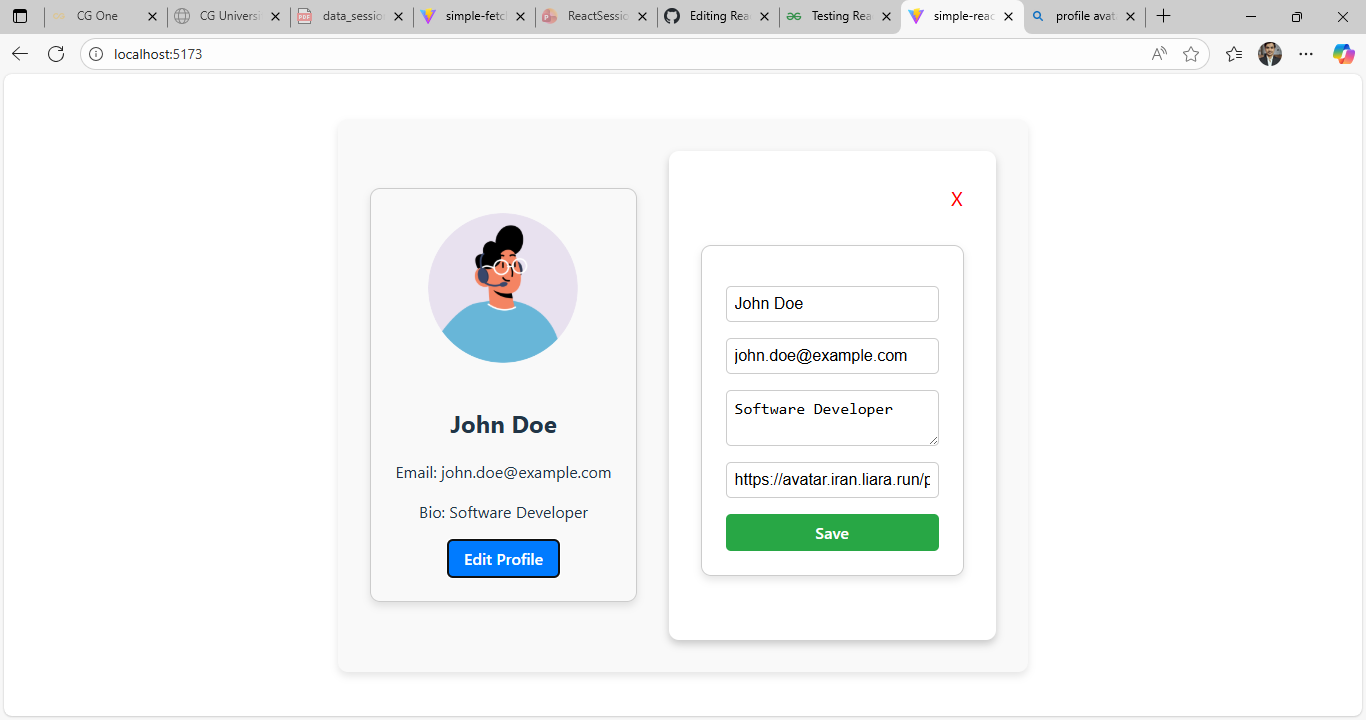 CG One
CG Universi
data_sessio
simple-fetc
ReactSessio
Editing Rea
Testing Rea
simple-reac
profile avat
localhost:5173
X
John Doe
Email: john.doe@example.com
Bio: Software Developer
Edit Profile
John Doe
john.doe@example.com
Software Developer
https://avatar.iran.liara.run/p
Save